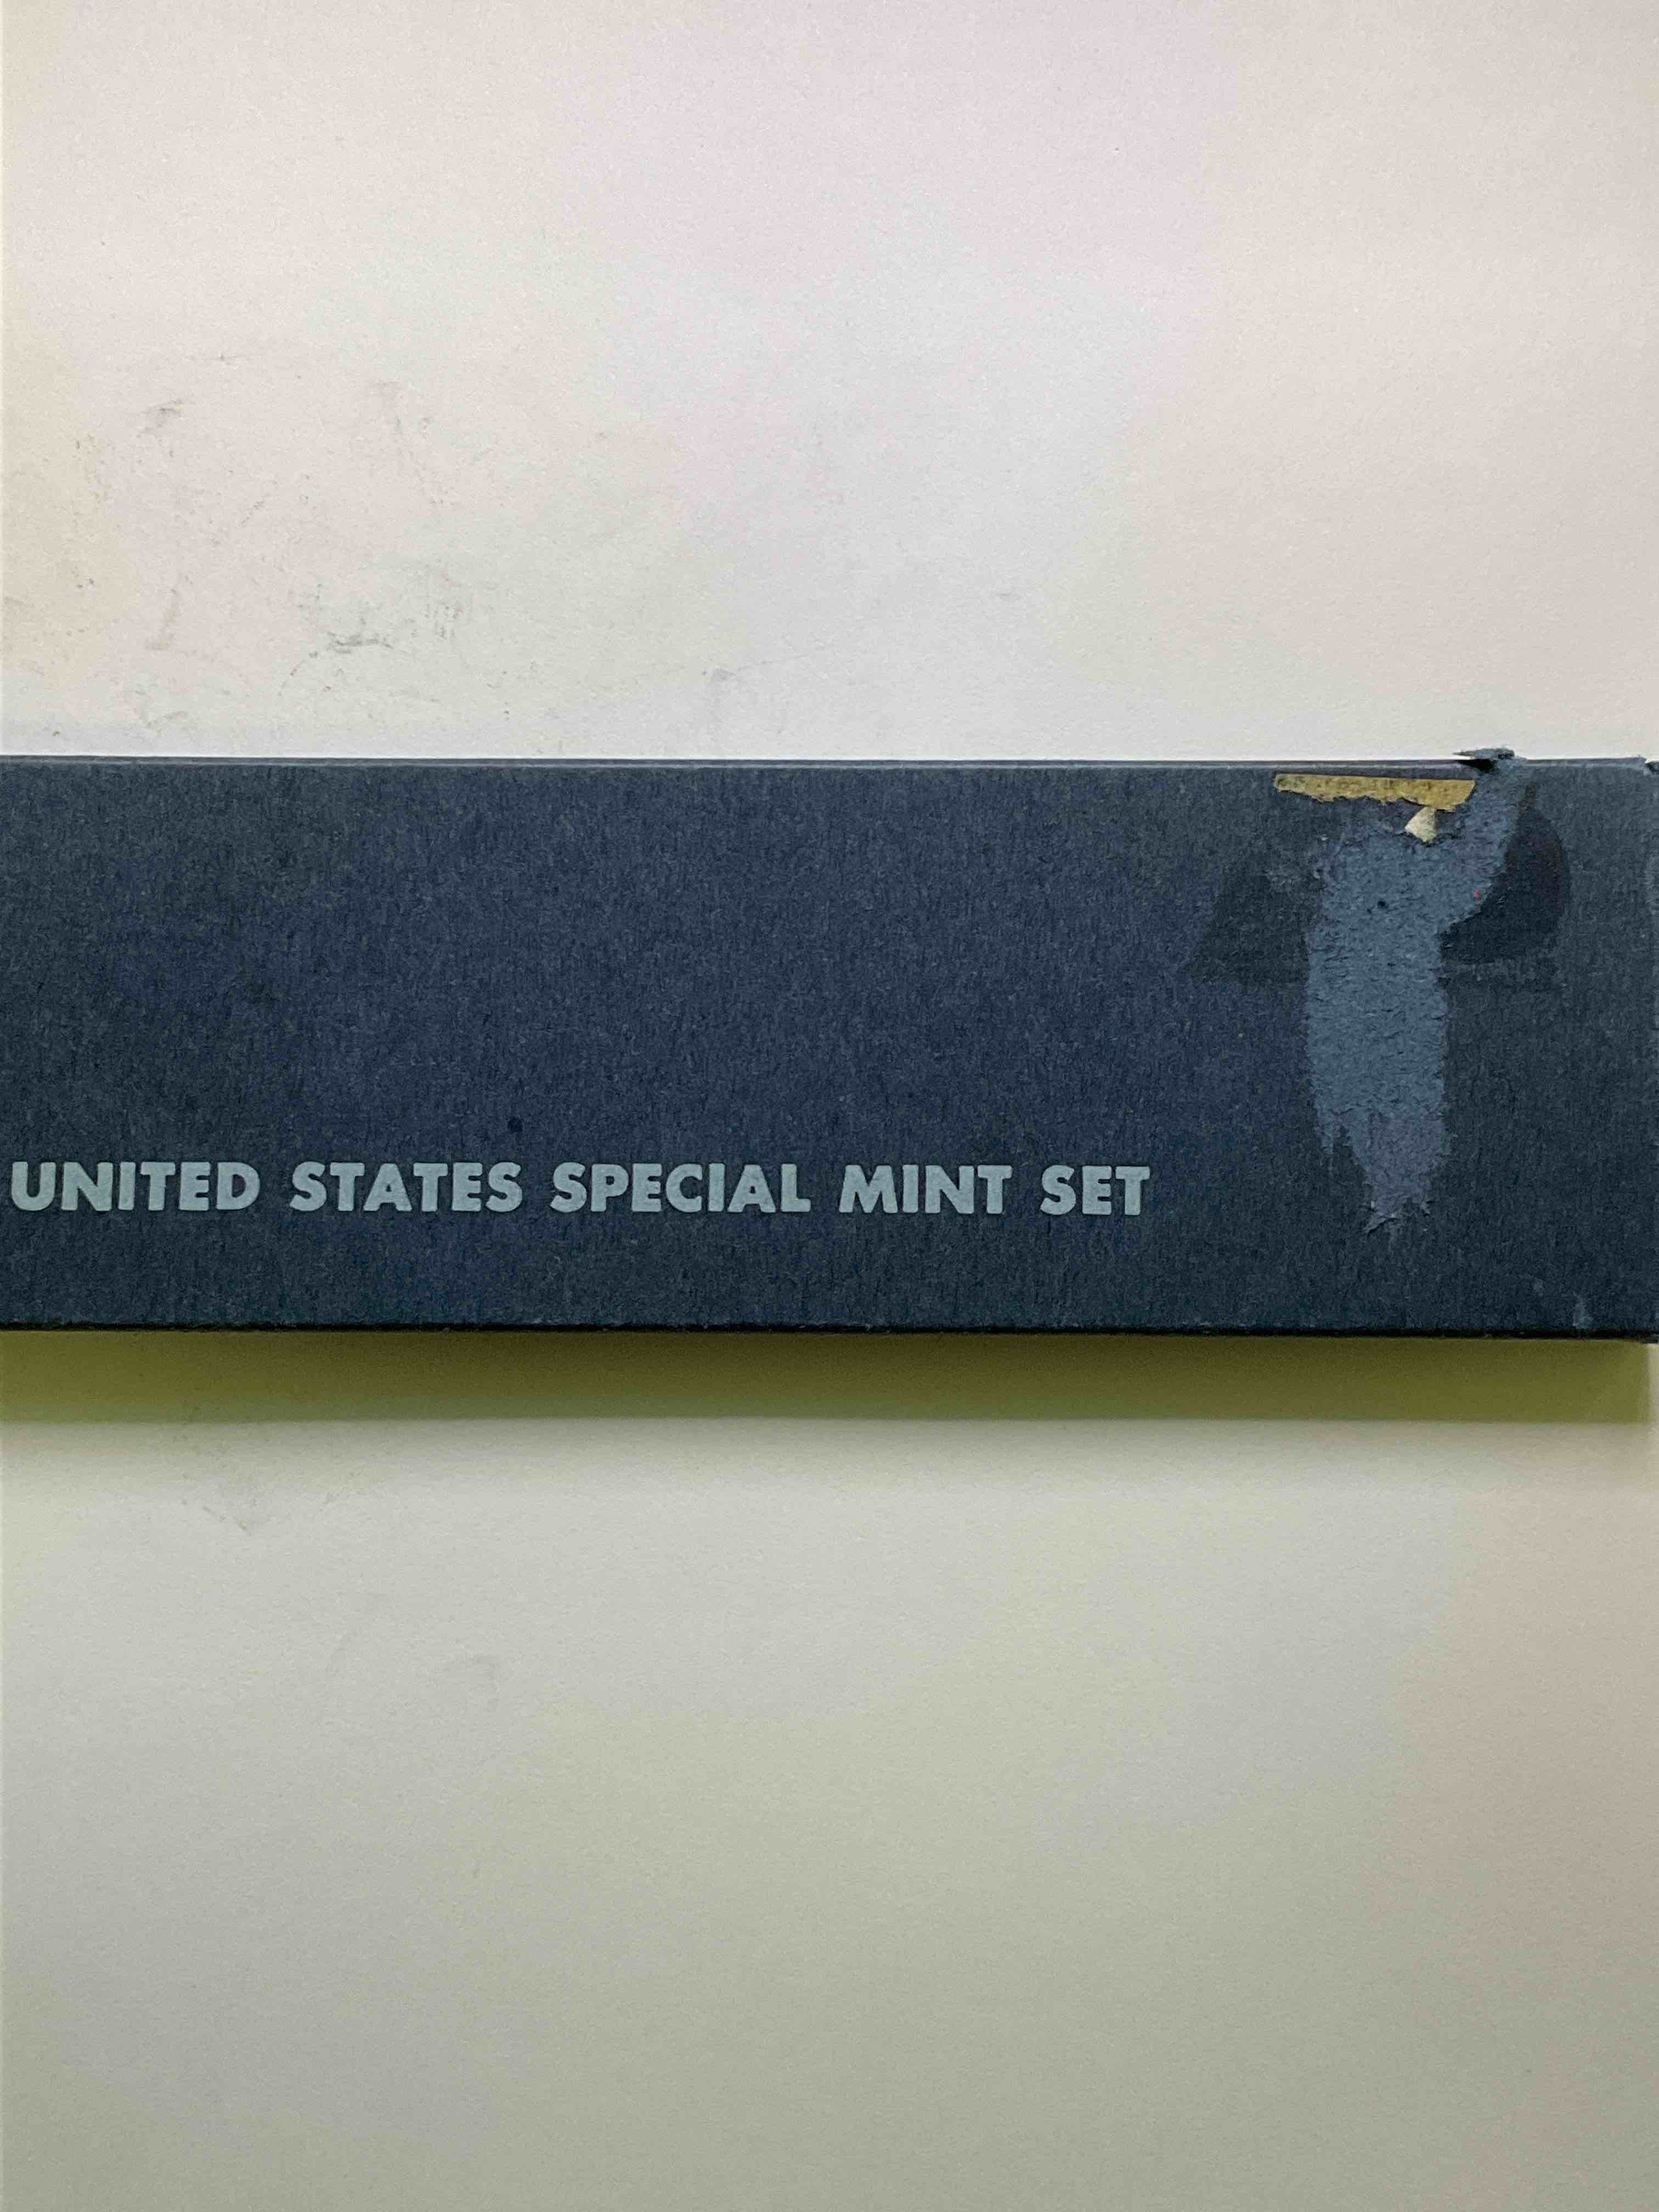 UNITED STATES SPECIAL MINT SET